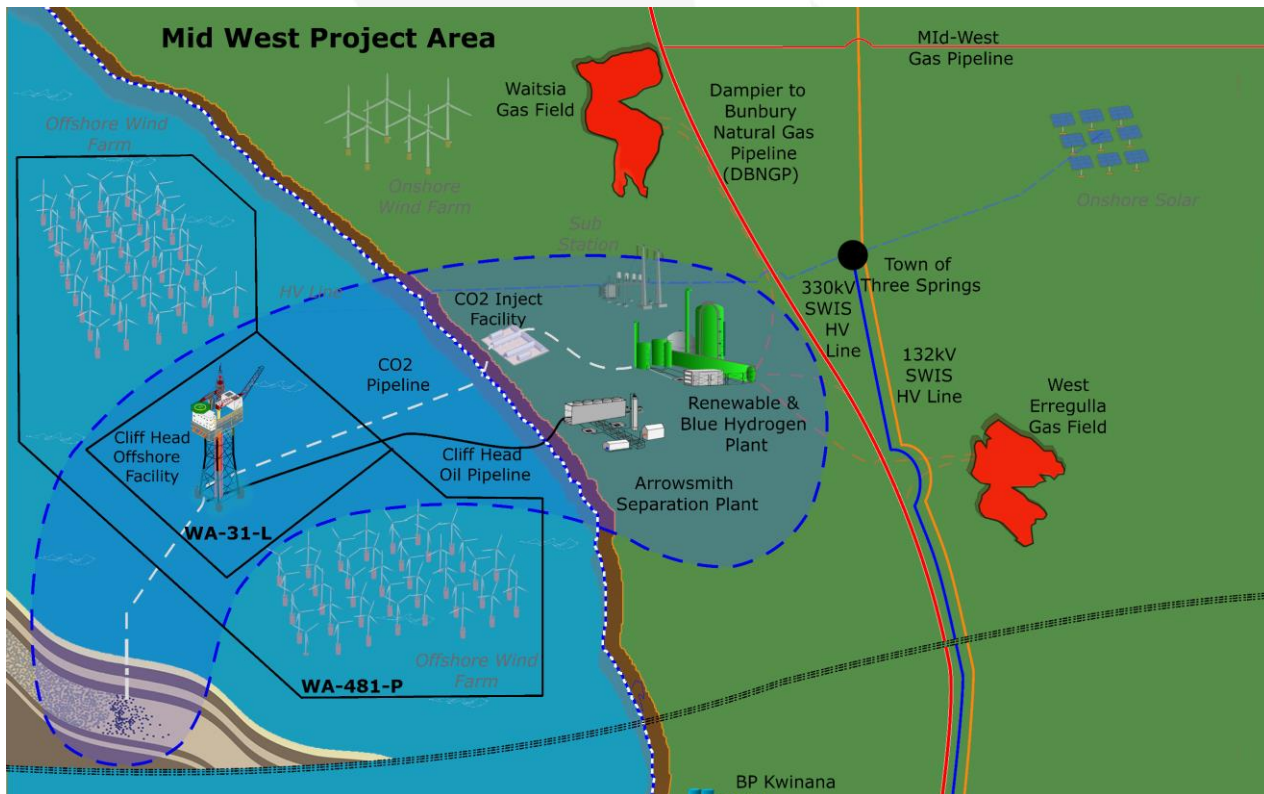 Mid West Project Area
MId-West
Gas Pipeline
Waitsia
Gas Field
Dampier to
Bunbury
Natural Gas
Pipeline
(DBNGP)
Offshore Wind
Farm
Onshore
Wind Farm
Onshore Solar
Sub
Station
Town of
Three Springs
HV Line
CO2 Inject
Facility
330kV
SWIS
HV
Line
CO2
Pipeline
132kV
SWIS
HV Line
West
Erregulla
Gas Field
Renewable &
Blue Hydrogen
Plant
Cliff Head
Offshore
Facility
Cliff Head
Oil Pipeline
Arrowsmith
Separation Plant
WA-31-L
Offshore Wind
Farm
WA-481-P
BP Kwinana